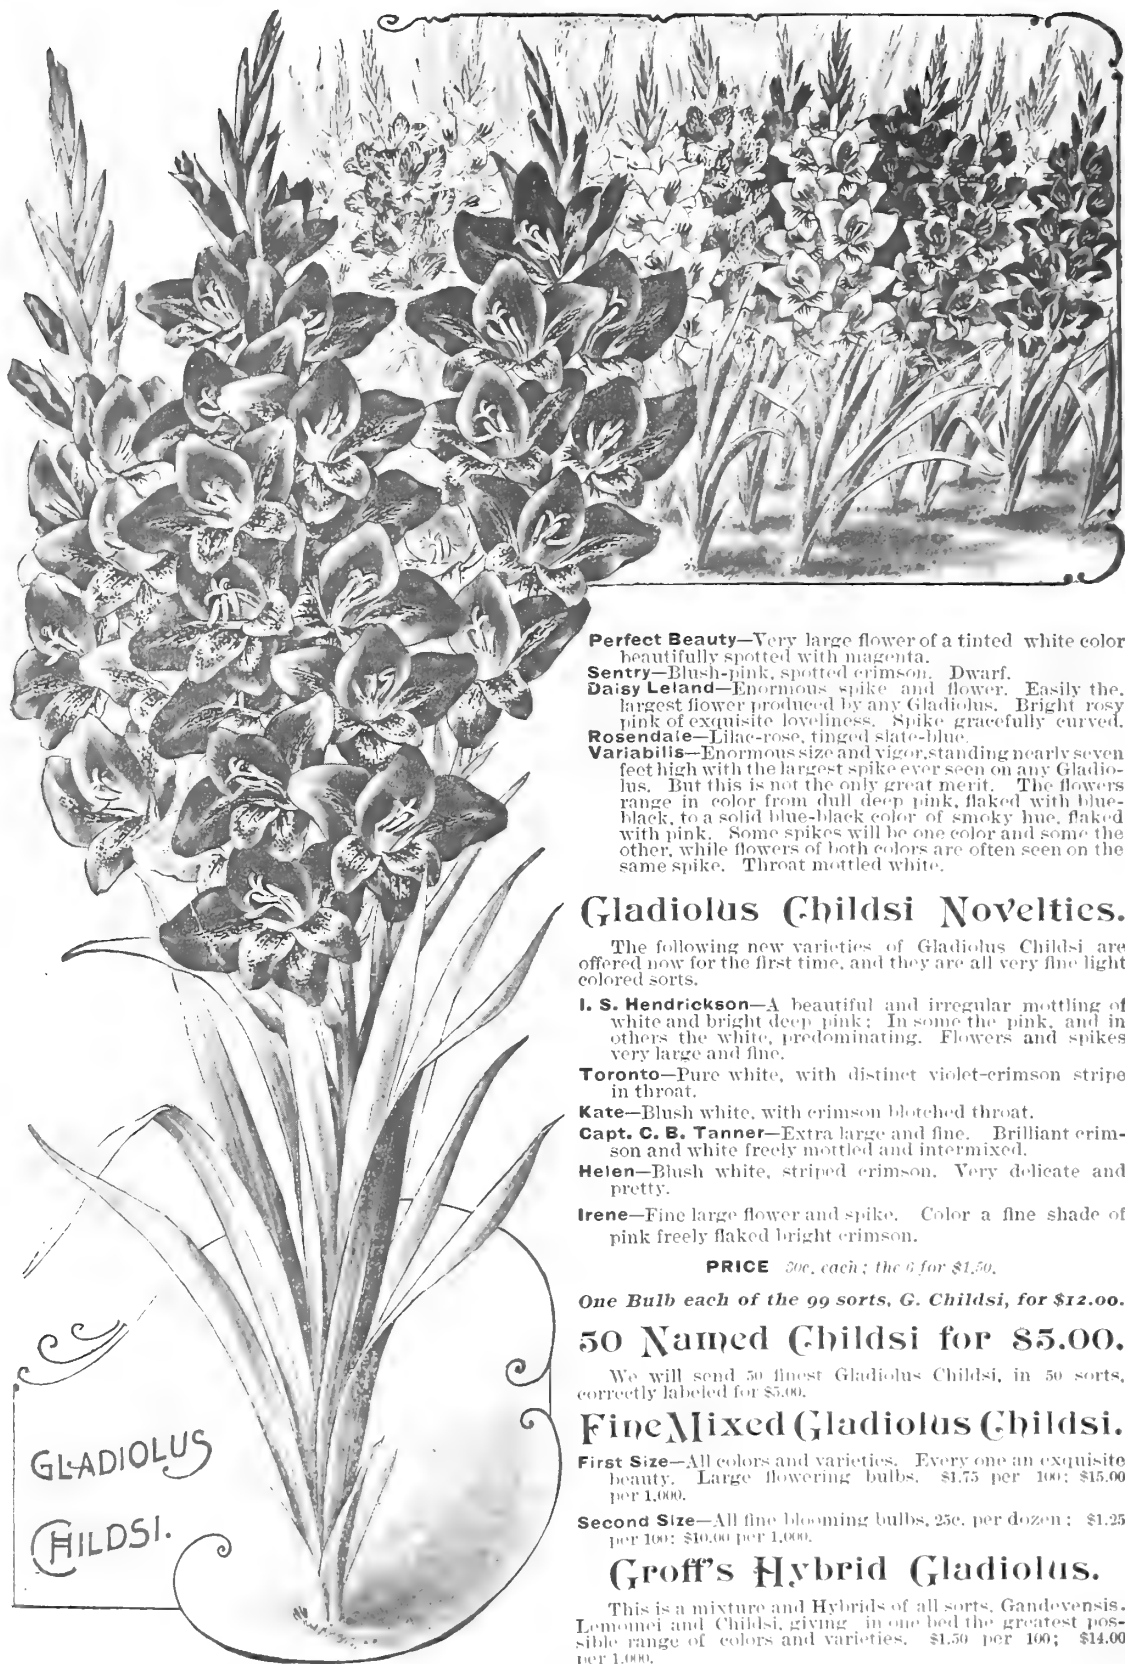 Perfect Beauty—Very large flower of a tinted white color
beautifully spotted with magenta.
Sentry—Blush-pink, spotted crimson. Dwarf.
Daisy Leland—Enormous spike and flower. Easily the,
largest flower produced by any Gladiolus. Bright rosy
pink of exquisite loveliness. Spike gracefully curved.
Rosendale—Lilac-rose, tinged slate-blue.
Variabilis—Enormous size and vigor, standing nearly seven
feet high with the largest spike ever seen on any Gladio-
lus. But this is not the only great merit. The flowers
range in color from dull deep pink, flaked with blue-
black, to a solid blue-black color of smoky hue, flaked
with pink. Some spikes will be one color and some the
other, while flowers of both colors are often seen on the
same spike. Throat mottled white.
Gladiolus Childsi Novelties.
The following new varieties of Gladiolus Childsi are
offered now for the first time, and they are all very fine light
colored sorts.
I. S. Hendrickson—A beautiful and irregular mottling of
white and bright deep pink; In some the pink, and in
others the white, predominating. Flowers and spikes
very large and fine.
Toronto—Pure white, with distinct violet-crimson stripe
in throat.
Kate—Blush white, with crimson blotched throat.
Capt. C. B. Tanner—Extra large and fine. Brilliant crim-
son and white freely mottled and intermixed.
Helen—Blush white, striped crimson. Very delicate and
pretty.
Irene—Fine large flower and spike. Color a fine shade of
pink freely flaked bright crimson.
PRICE 30c. each; the 6 for $1.50.
One Bulb each of the 99 sorts, G. Childsi, for $12.00.
50 Named Childsi for $5.00.
We will send 50 finest Gladiolus Childsi, in 50 sorts,
correctly labeled for $5.00.
Fine Mixed Gladiolus Childsi.
First Size—All colors and varieties. Every one an exquisite
beauty. Large flowering bulbs. $1.75 per 100; $15.00
per 1,000.
Second Size—All fine blooming bulbs, 25c. per dozen; $1.25
per 100; $10.00 per 1,000.
Groff's Hybrid Gladiolus.
This is a mixture and Hybrids of all sorts, Gandevensis.
Lemoinei and Childsi, giving in one bed the greatest pos-
sible range of colors and varieties. $1.50 per 100; $14.00
per 1,000.
GLADIOLUS
CHILDSI.